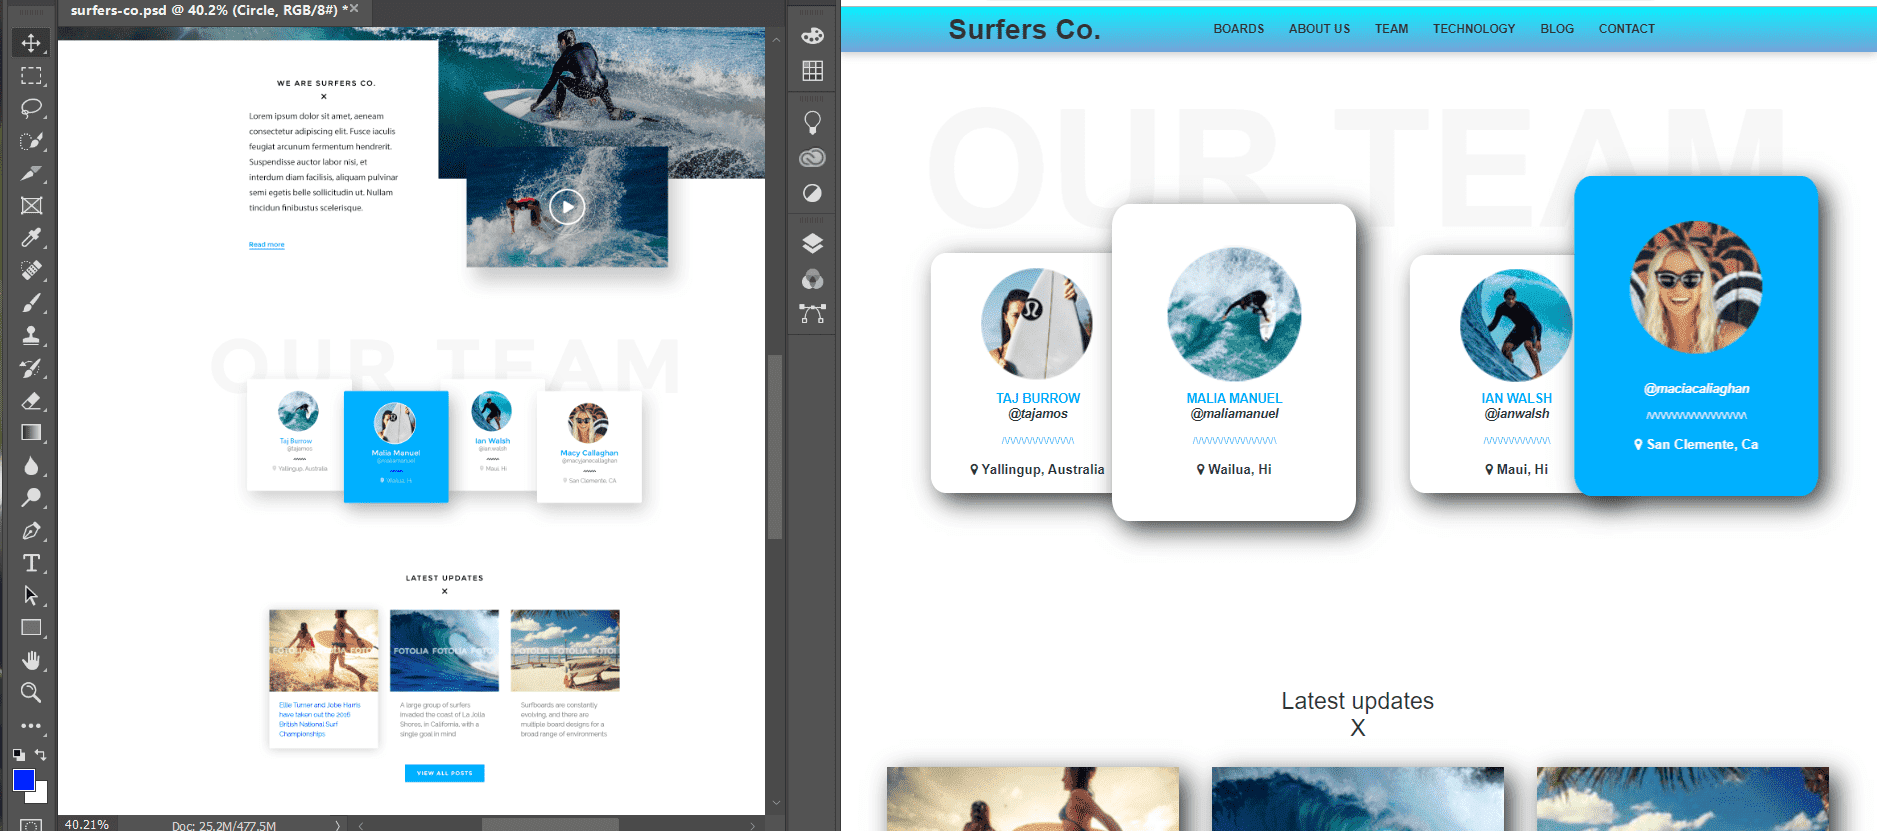 surfers-co.psd @ 40.2% (Circle, RGB/8#) *
WE ARE SURFERS CO.
×
Lorem ipsum dolor sit amet, aeneam
consectetur adipiscing elit. Fusce iaculis
feugiat arcunum fermentum hendrerit.
Suspendisse auctor labor nisi, et
interdum diam facilisis, aliquam pulvinar
semi egetis belle sollicitudin ut. Nullam
tincidun finibustus scelerisque.
Read more
OUR TEAM
Taj Burrow
@tajamos
Yallingup, Australia
Malia Manuel
@maliamanuel
Wailua, Hi
Ian Walsh
@ian walsh
Maui, Hi
Macy Callaghan
@macyjanecallaghan
San Clemente, CA
LATEST UPDATES
×
FOTOLIA FOTOLIA FOTOLIA FOTOLIA FOTOLIA
Ellie Turner and Jobe Harris
have taken out the 2016
British National Surf
Championships
A large group of surfers
invaded the coast of La Jolla
Shores, in California, with a
single goal in mind
Surfboards are constantly
evolving, and there are
multiple board designs for a
broad range of environments
VIEW ALL POSTS
40.21%
Doc: 25.2M/477.5M
Surfers Co.
BOARDS ABOUT US TEAM TECHNOLOGY BLOG CONTACT
OUR TEAM
TAJ BURROW
@tajamos
/\/\/\/\/\/\/\/\/\/\/\/\/\
Yallingup, Australia
MALIA MANUEL
@maliamanuel
/\/\/\/\/\/\/\/\/\/\/\/\/\/\/\
Wailua, Hi
IAN WALSH
@ianwalsh
/\/\/\/\/\/\/\/\/\/\/\/\
Maui, Hi
@maciacaliaghan
/\/\/\/\/\/\/\/\/\/\/\/\/\/\/\/\/\
San Clemente, Ca
Latest updates
X